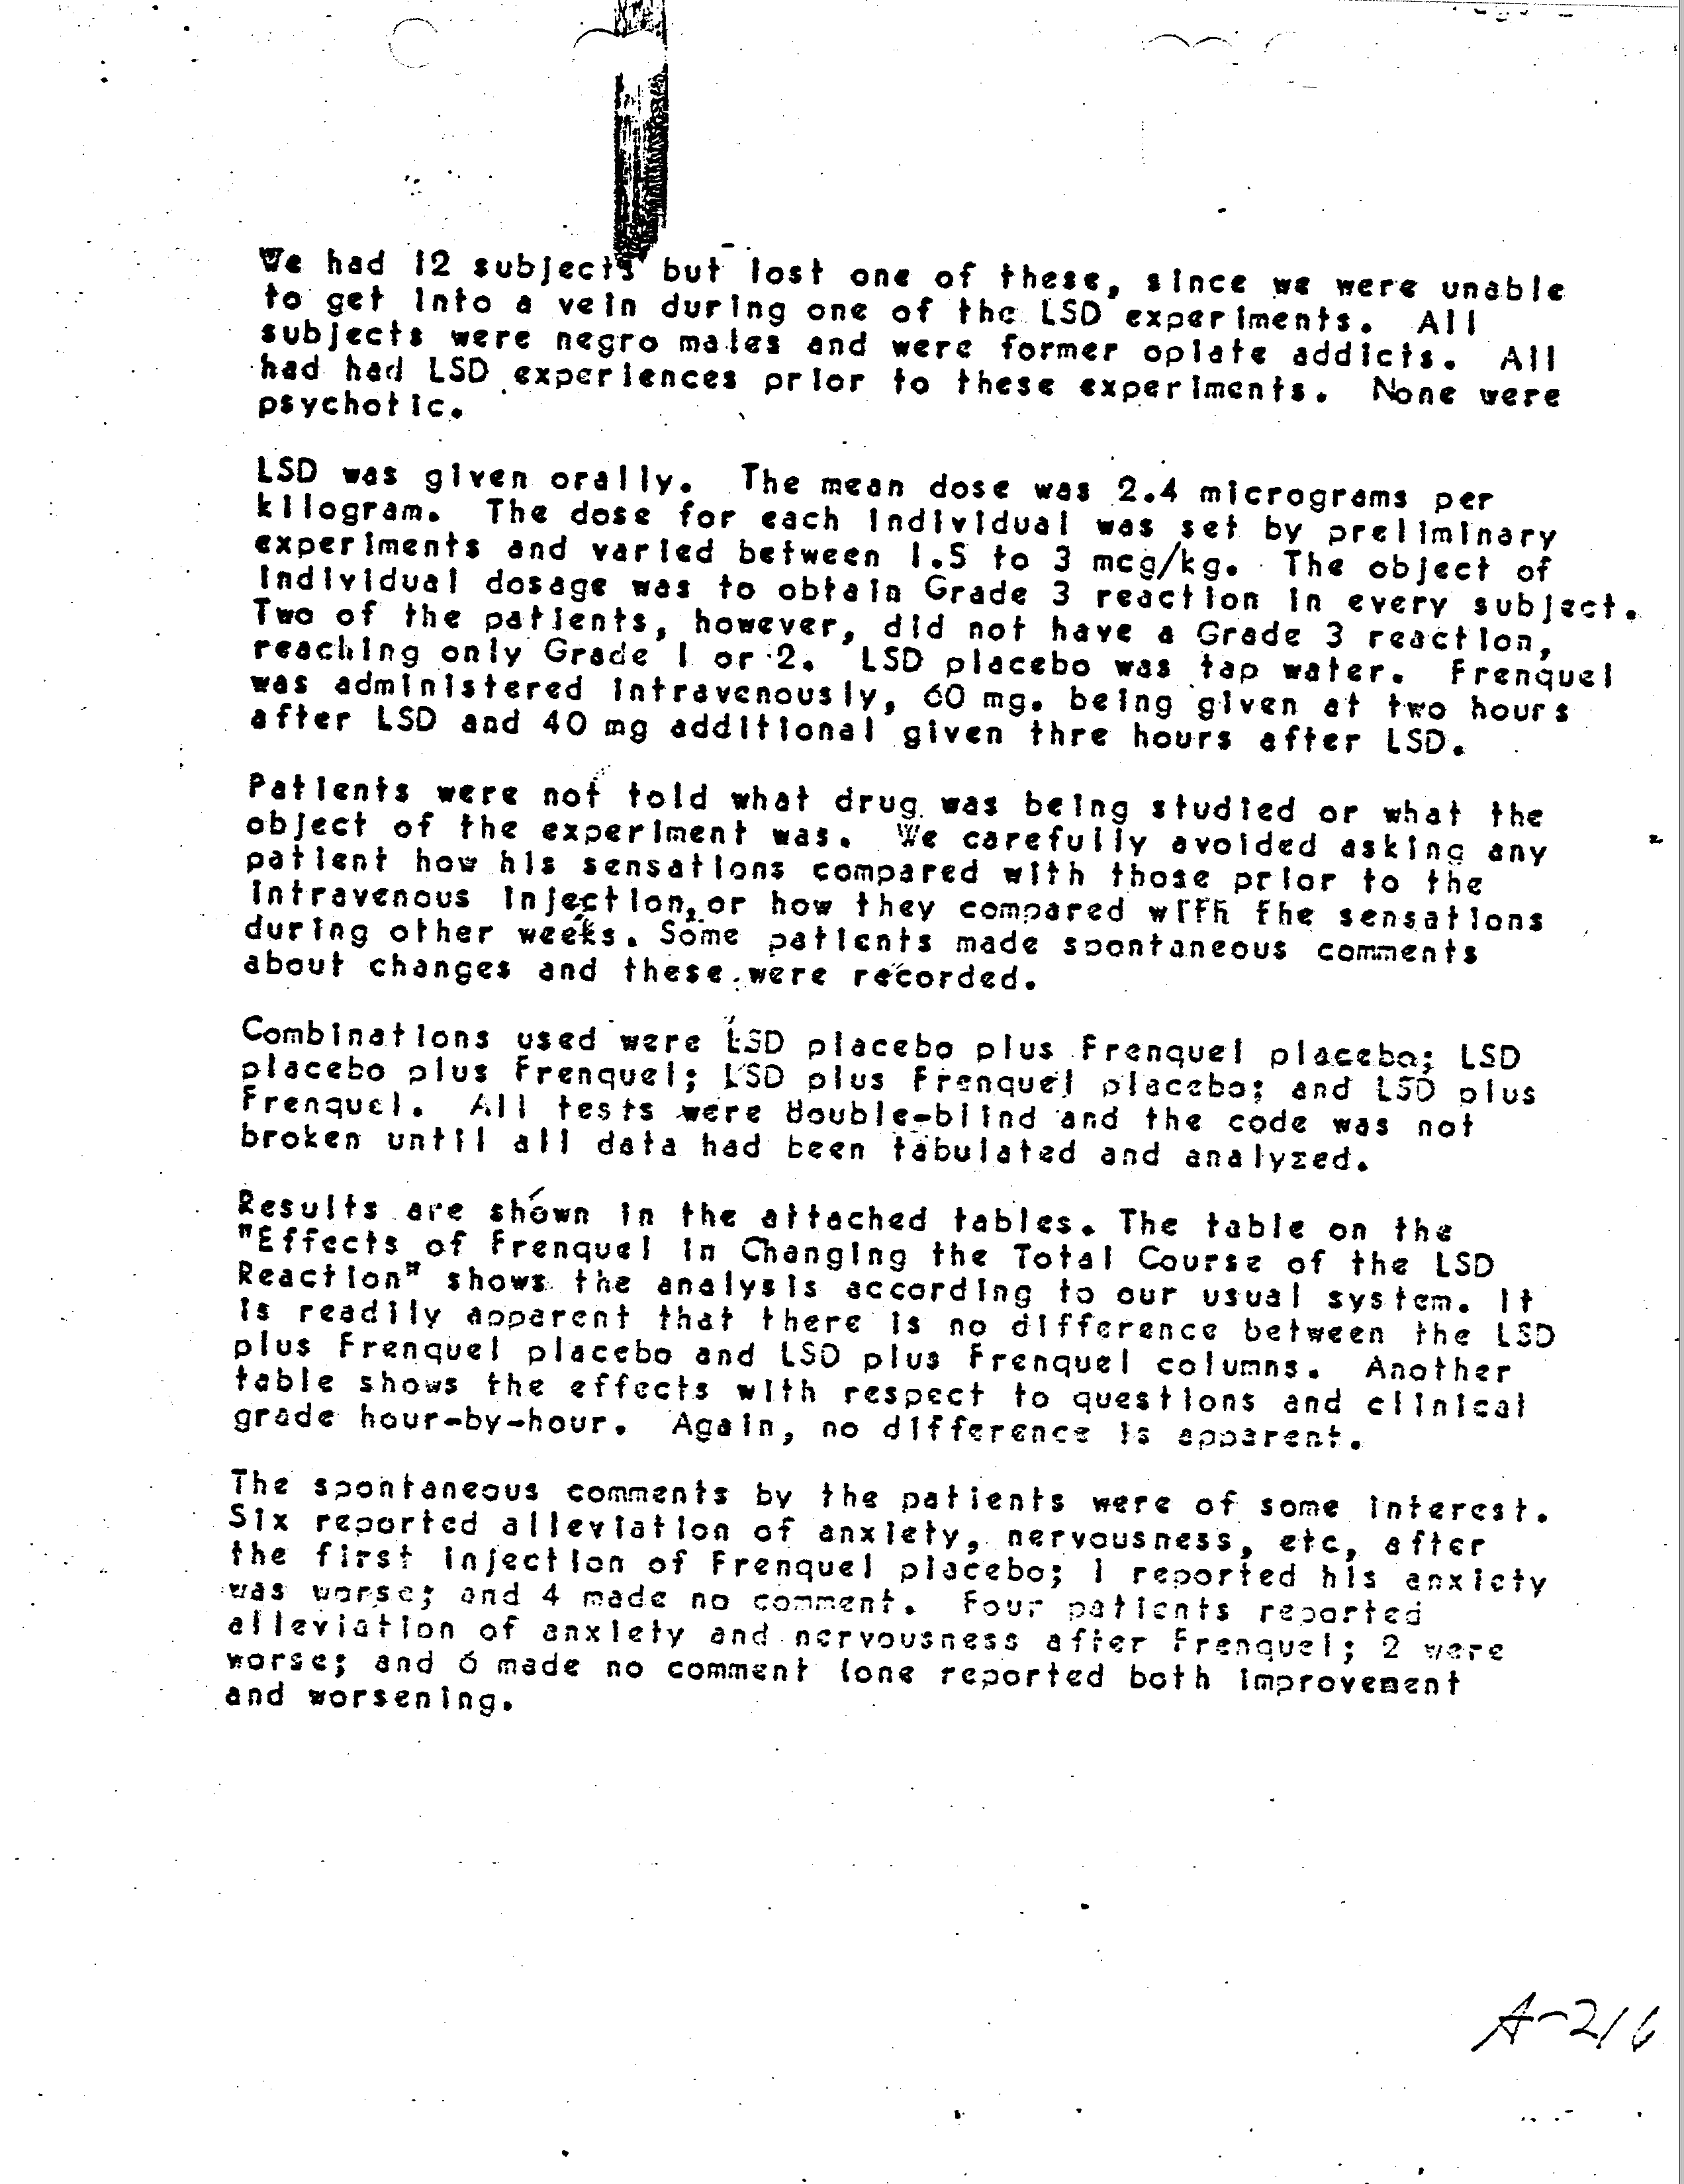 We had 12 subjects but lost one of these, since we were unable
to get into a vein during one of the LSD experiments. All
subjects were negro males and were former opiate addicts. All
had had LSD experiences prior to these experiments. None were
psychotic.
LSD was given orally. The mean dose was 2.4 micrograms per
kilogram. The dose for each individual was set by preliminary
experiments and varied between 1.5 to 3 mcg/kg. The object of
individual dosage was to obtain Grade 3 reaction in every subject.
Two of the patients, however, did not have a Grade 3 reaction,
reaching only Grade 1 or 2. LSD placebo was tap water. Frenquel
was administered intravenously, 60 mg. being given at two hours
after LSD and 40 mg additional given thre hours after LSD.
Patients were not told what drug was being studied or what the
object of the experiment was. We carefully avoided asking any
patient how his sensations compared with those prior to the
intravenous injection, or how they compared with the sensations
during other weeks. Some patients made spontaneous comments
about changes and these were recorded.
Combinations used were LSD placebo plus Frenquel placebo; LSD
placebo plus Frenquel; LSD plus Frenquel placebo; and LSD plus
Frenquel. All tests were double-blind and the code was not
broken until all data had been tabulated and analyzed.
Results are shown in the attached tables. The table on the
"Effects of Frenquel in Changing the Total Course of the LSD
Reaction" shows the analysis according to our usual system. It
is readily apparent that there is no difference between the LSD
plus Frenquel placebo and LSD plus Frenquel columns. Another
table shows the effects with respect to questions and clinical
grade hour-by-hour. Again, no difference is apparent.
The spontaneous comments by the patients were of some interest.
Six reported alleviation of anxiety, nervousness, etc, after
the first injection of Frenquel placebo; 1 reported his anxiety
was worse; and 4 made no comment. Four patients reported
alleviation of anxiety and nervousness after Frenquel; 2 were
worse; and 6 made no comment (one reported both improvement
and worsening.
A-216